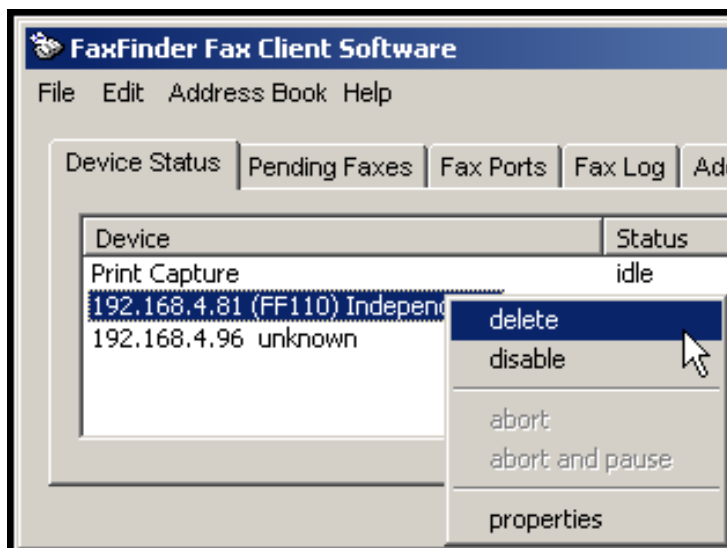 FaxFinder Fax Client Software
File Edit Address Book Help
Device Status Pending Faxes Fax Ports Fax Log
Device Status
Print Capture idle
192.168.4.81 (FF110)
192.168.4.96 unknown
delete
disable
abort
abort and pause
properties